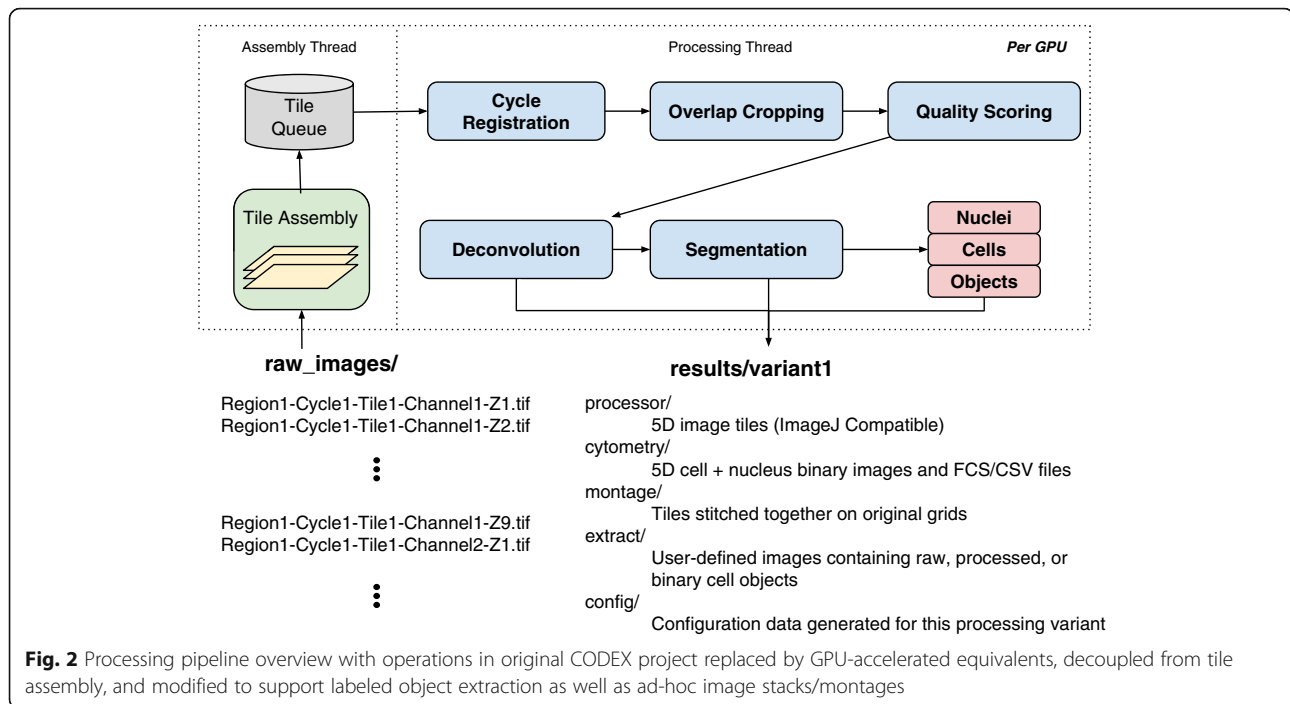 Assembly Thread
Processing Thread
Per GPU
Tile
Queue
Cycle
Registration
Overlap Cropping
Quality Scoring
Tile Assembly
Deconvolution
Segmentation
Nuclei
Cells
Objects
raw_images/
Region1-Cycle1-Tile1-Channel1-Z1.tif
Region1-Cycle1-Tile1-Channel1-Z2.tif
Region1-Cycle1-Tile1-Channel1-Z9.tif
Region1-Cycle1-Tile1-Channel2-Z1.tif
results/variant1
processor/
5D image tiles (ImageJ Compatible)
cytometry/
5D cell + nucleus binary images and FCS/CSV files
montage/
Tiles stitched together on original grids
extract/
User-defined images containing raw, processed, or
binary cell objects
config/
Configuration data generated for this processing variant
Fig. 2 Processing pipeline overview with operations in original CODEX project replaced by GPU-accelerated equivalents, decoupled from tile
assembly, and modified to support labeled object extraction as well as ad-hoc image stacks/montages